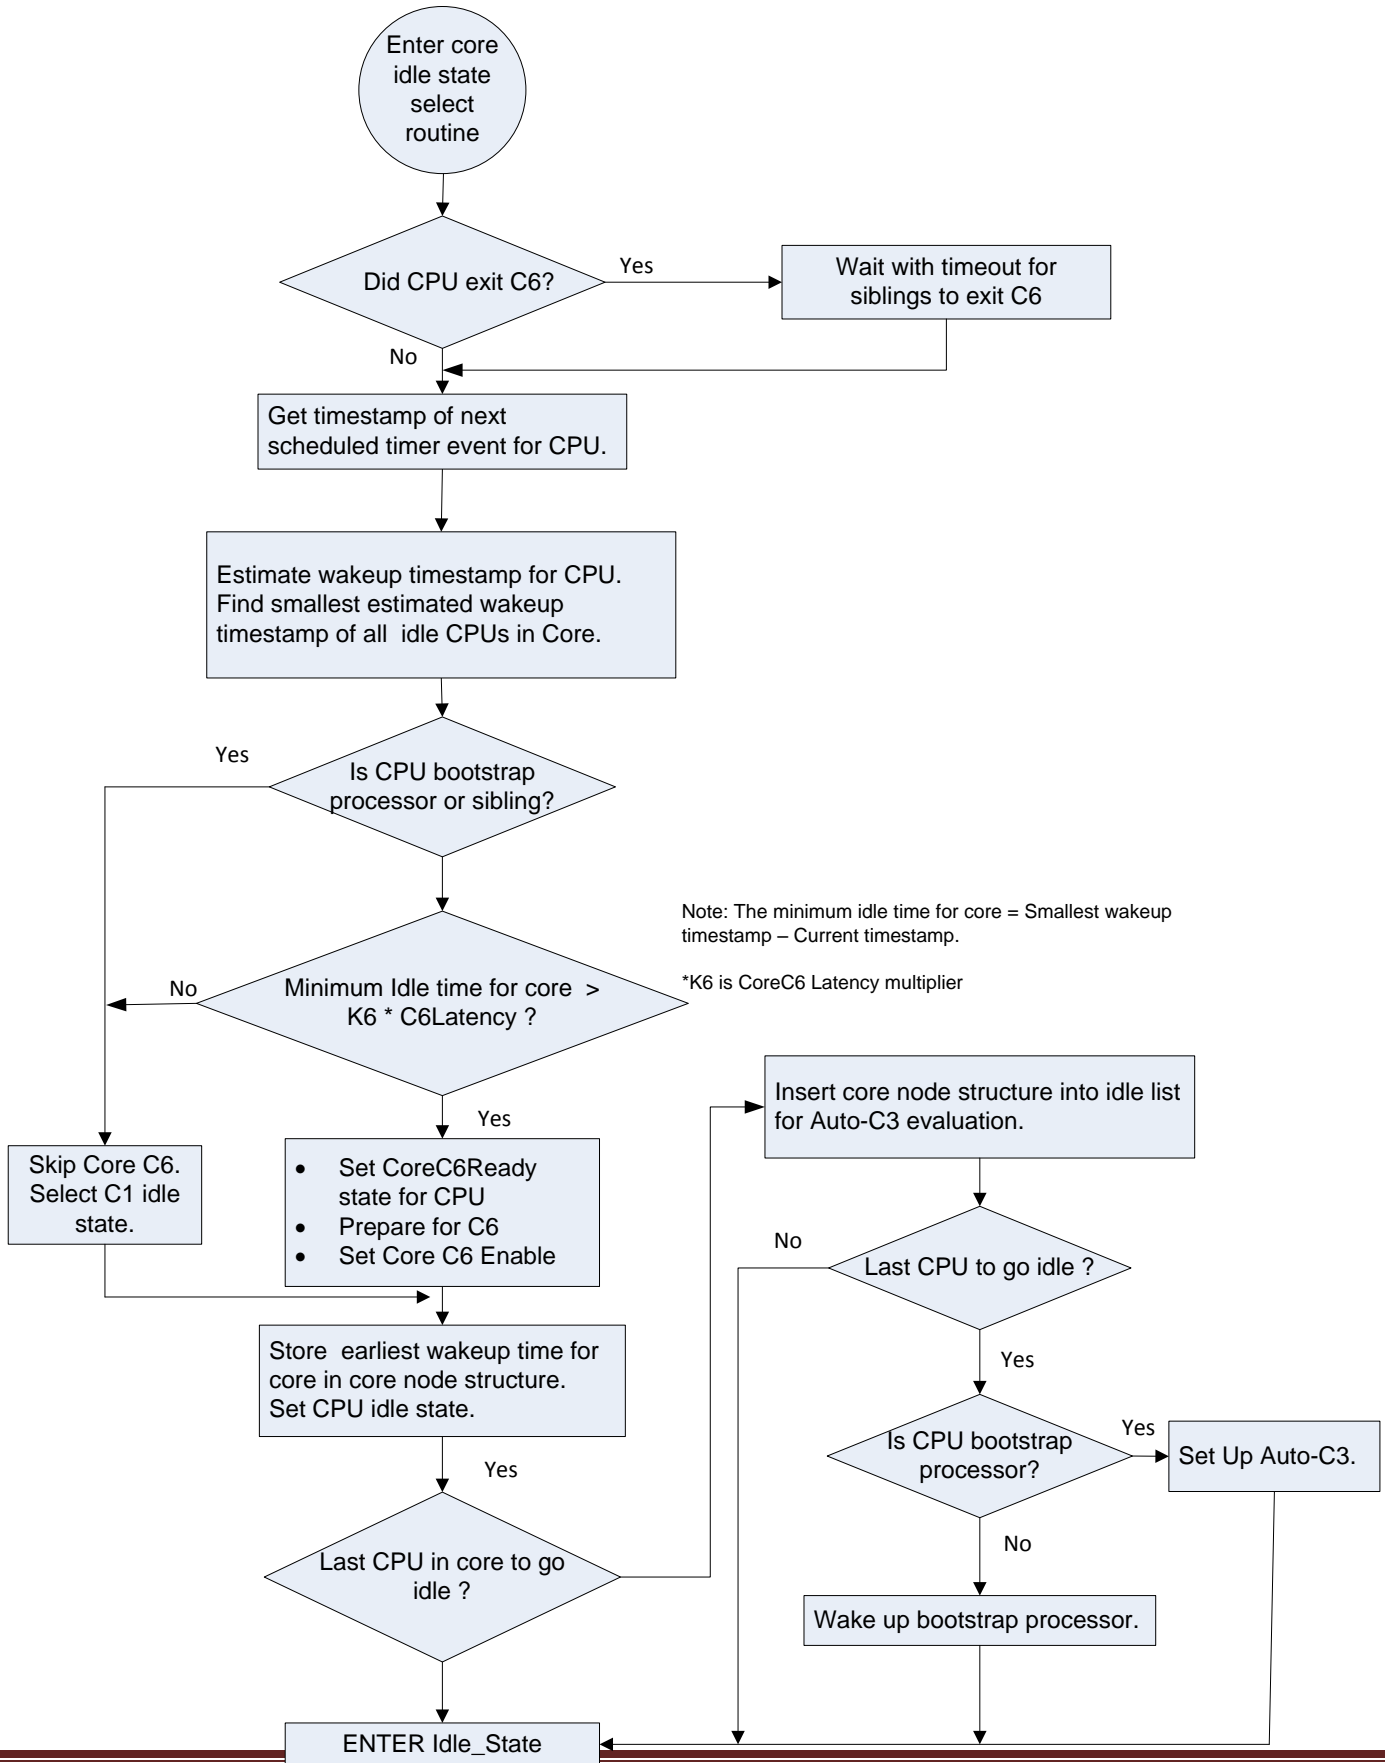 Enter core
idle state
select
routine
Did CPU exit C6?
Yes
Wait with timeout for
siblings to exit C6
No
Get timestamp of next
scheduled timer event for CPU.
Estimate wakeup timestamp for CPU.
Find smallest estimated wakeup
timestamp of all  idle CPUs in Core.
Yes
Is CPU bootstrap
processor or sibling?
Note: The minimum idle time for core = Smallest wakeup
timestamp – Current timestamp.
*K6 is CoreC6 Latency multiplier
No
Minimum Idle time for core  >
K6 * C6Latency ?
Yes
Skip Core C6.
Select C1 idle
state.
• Set CoreC6Ready
state for CPU
• Prepare for C6
• Set Core C6 Enable
Store  earliest wakeup time for
core in core node structure.
Set CPU idle state.
Yes
Last CPU in core to go
idle ?
Insert core node structure into idle list
for Auto-C3 evaluation.
No
Last CPU to go idle ?
Yes
Is CPU bootstrap
processor?
Yes
Set Up Auto-C3.
No
Wake up bootstrap processor.
ENTER Idle_State